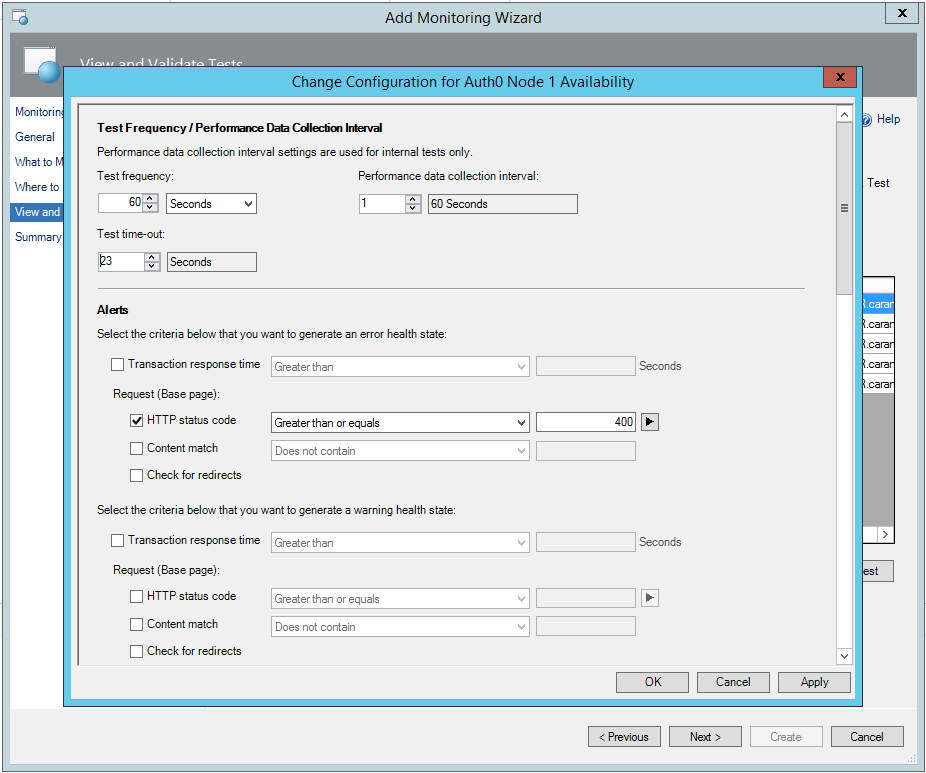 Add Monitoring Wizard
X
View and Validate Tests
Change Configuration for Auth0 Node 1 Availability
X
Monitoring
General
What to M
Where to
View and
Summary
Help
Test
Test Frequency / Performance Data Collection Interval
Performance data collection interval settings are used for internal tests only.
Test frequency: Performance data collection interval:
60 Seconds 1 60 Seconds
Test time-out:
23 Seconds
Alerts
Select the criteria below that you want to generate an error health state:
Transaction response time Greater than Seconds
Request (Base page):
HTTP status code Greater than or equals 400
Content match Does not contain
Check for redirects
Select the criteria below that you want to generate a warning health state:
Transaction response time Greater than Seconds
Request (Base page):
HTTP status code Greater than or equals
Content match Does not contain
Check for redirects
R.carar
R.carar
R.carar
R.carar
R.carar
est
OK Cancel Apply
< Previous Next > Create Cancel